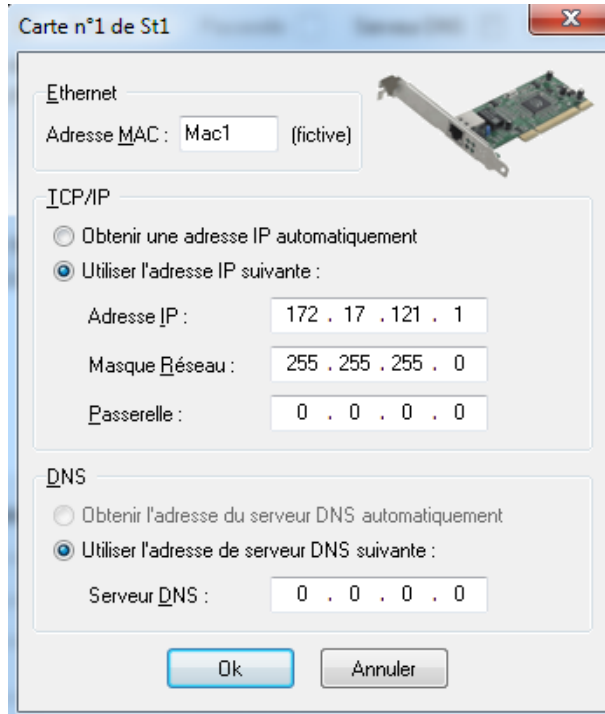 Carte n°1 de St1
Ethernet
Adresse MAC : Mac1 (fictive)
TCP/IP
Obtenir une adresse IP automatiquement
Utiliser l'adresse IP suivante :
Adresse IP : 172 . 17 .121 . 1
Masque Réseau : 255 .255 .255 . 0
Passerelle : 0 . 0 . 0 . 0
DNS
Obtenir l'adresse du serveur DNS automatiquement
Utiliser l'adresse de serveur DNS suivante :
Serveur DNS : 0 . 0 . 0 . 0
Ok Annuler